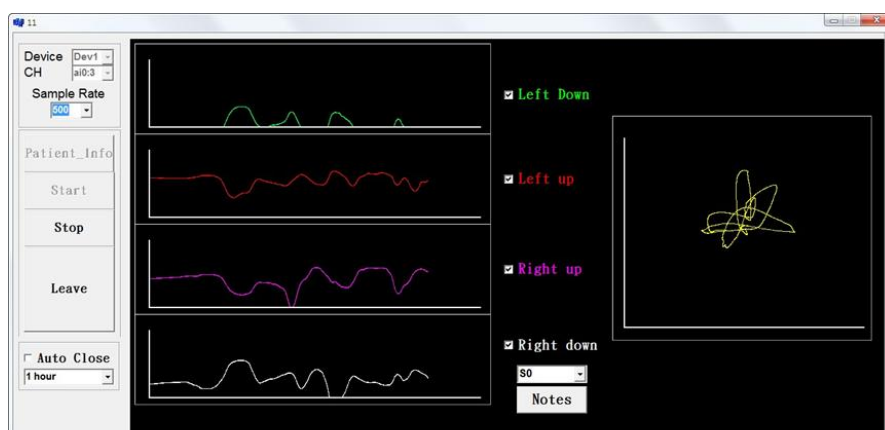 11
Device Dev1
CH ai0:3
Sample Rate
500
Patient_Info
Start
Stop
Leave
Auto Close
1 hour
Left Down
Left up
Right up
Right down
S0
Notes